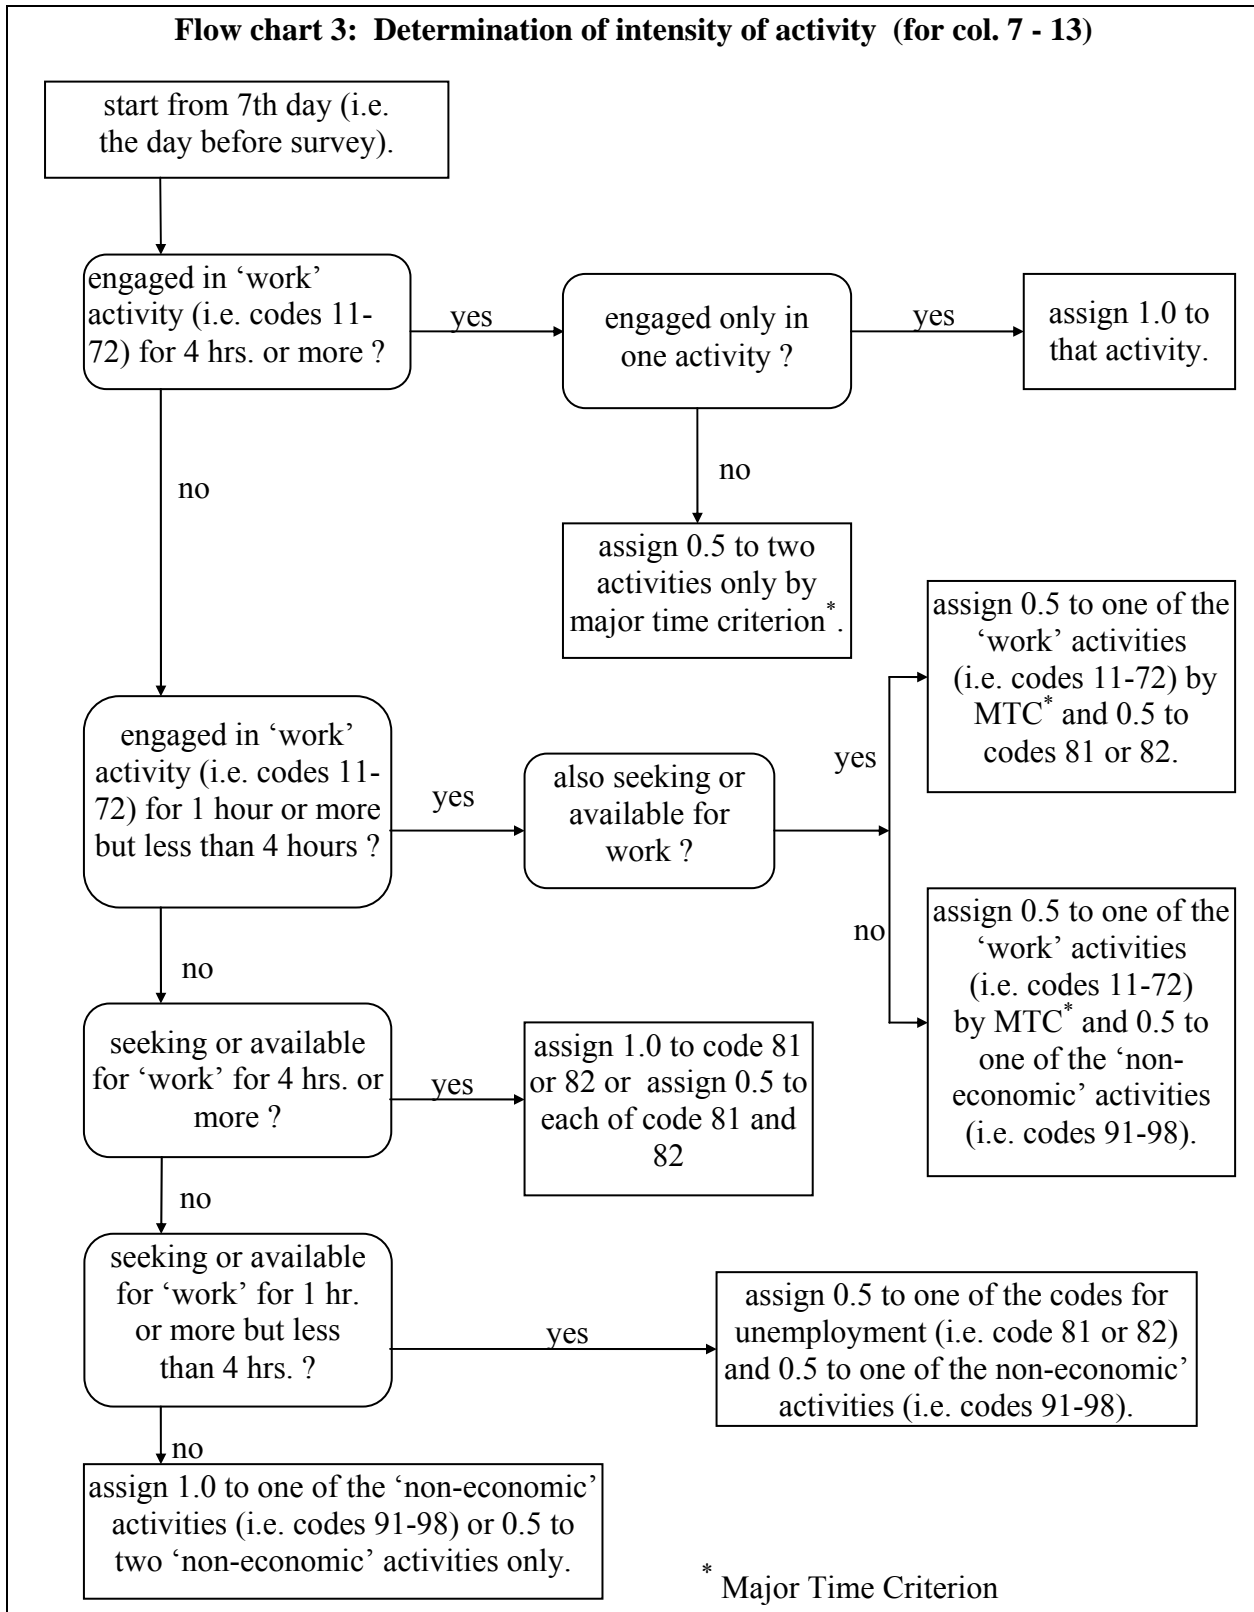 Flow chart 3:  Determination of intensity of activity  (for col. 7 - 13)
start from 7th day (i.e.
the day before survey).
engaged in ‘work’
activity (i.e. codes 11-
72) for 4 hrs. or more ?
yes
engaged only in
one activity ?
yes
assign 1.0 to
that activity.
no
no
assign 0.5 to two
activities only by
major time criterion*.
engaged in ‘work’
activity (i.e. codes 11-
72) for 1 hour or more
but less than 4 hours ?
yes
also seeking or
available for
work ?
yes
assign 0.5 to one of the
‘work’ activities
(i.e. codes 11-72) by
MTC* and 0.5 to
codes 81 or 82.
no
assign 0.5 to one of the
‘work’ activities
(i.e. codes 11-72)
by MTC* and 0.5 to
one of the ‘non-
economic’ activities
(i.e. codes 91-98).
no
seeking or available
for ‘work’ for 4 hrs. or
more ?
yes
assign 1.0 to code 81
or 82 or  assign 0.5 to
each of code 81 and
82
no
seeking or available
for ‘work’ for 1 hr.
or more but less
than 4 hrs. ?
yes
assign 0.5 to one of the codes for
unemployment (i.e. code 81 or 82)
and 0.5 to one of the non-economic’
activities (i.e. codes 91-98).
no
assign 1.0 to one of the ‘non-economic’
activities (i.e. codes 91-98) or 0.5 to
two ‘non-economic’ activities only.
* Major Time Criterion